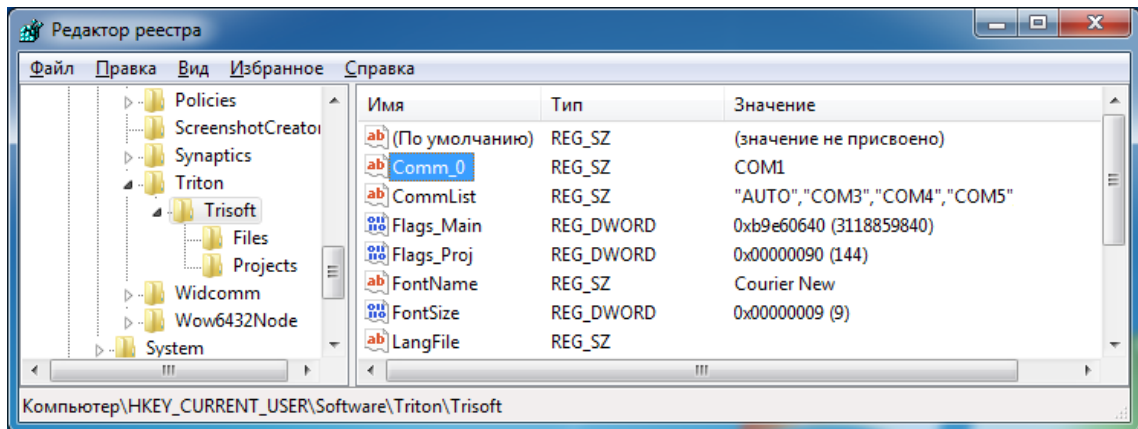 Редактор реестра
Файл Правка Вид Избранное Справка
Policies
ScreenshotCreator
Synaptics
Triton
Trisoft
Files
Projects
Widcomm
Wow6432Node
System
Имя Тип Значение
(По умолчанию) REG_SZ (значение не присвоено)
Comm_0 REG_SZ COM1
CommList REG_SZ "AUTO","COM3","COM4","COM5"
Flags_Main REG_DWORD 0xb9e60640 (3118859840)
Flags_Proj REG_DWORD 0x00000090 (144)
FontName REG_SZ Courier New
FontSize REG_DWORD 0x00000009 (9)
LangFile REG_SZ
Компьютер\HKEY_CURRENT_USER\Software\Triton\Trisoft